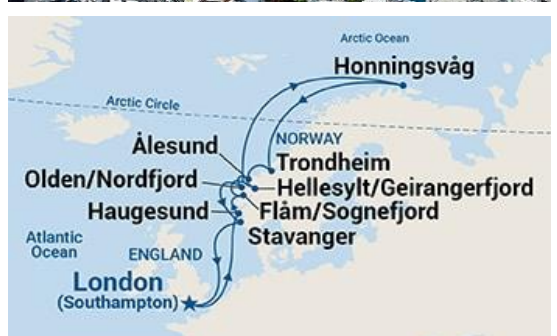 Arctic Ocean
Honningsvåg
Arctic Circle
Ålesund
NORWAY
Trondheim
Olden/Nordfjord
Hellesylt/Geirangerfjord
Haugesund
Flåm/Sognefjord
Stavanger
Atlantic
Ocean
ENGLAND
London
(Southampton)